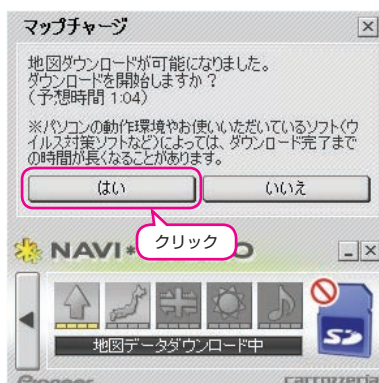 マップチャージ
地図ダウンロードが可能になりました。
ダウンロードを開始しますか?
(予想時間 1:04)
※パソコンの動作環境やお使いいただいているソフト(ウ
イルス対策ソフトなど)によっては、ダウンロード完了まで
の時間が長くなることがあります。
はい いいえ
クリック
NAVI* O
地図データダウンロード中
SD
Pioneer carrozzeria